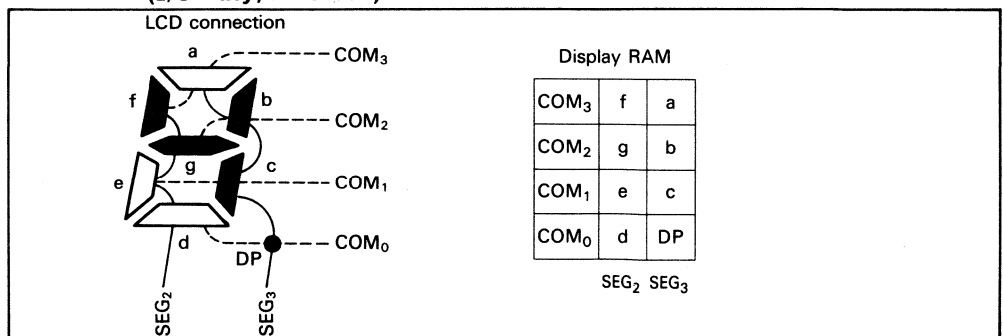 LCD connection
a
COM₃
f
b
COM₂
g
c
e
COM₁
d
COM₀
DP
SEG₂
SEG₃
Display RAM
COM₃ f a
COM₂ g b
COM₁ e c
COM₀ d DP
SEG₂ SEG₃